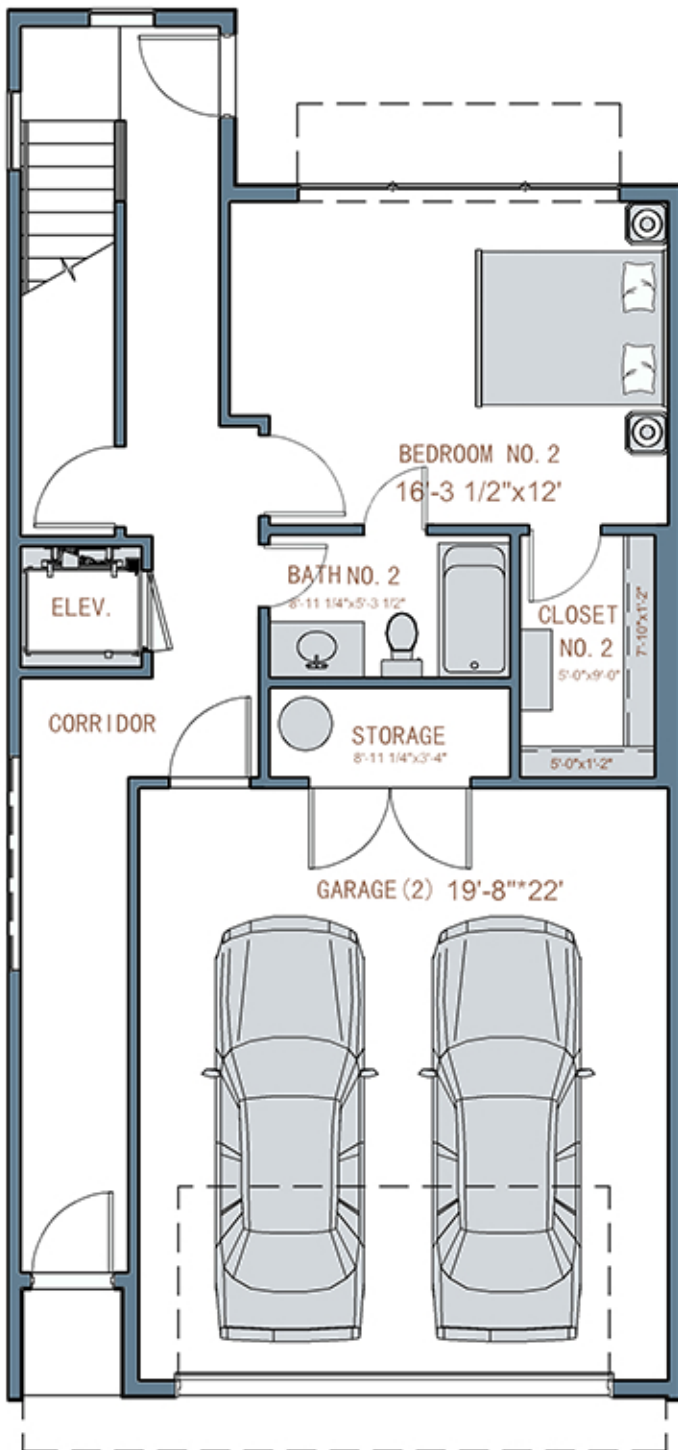 BEDROOM NO. 2
16'-3 1/2"x12'
BATH NO. 2
8'-11 1/4"x5'-3 1/2"
ELEV.
CLOSET
NO. 2
5'-0"x9'-0"
7'-10"x1'-2"
CORRIDOR
STORAGE
8'-11 1/4"x3'-4"
5'-0"x1'-2"
GARAGE(2) 19'-8"*22'